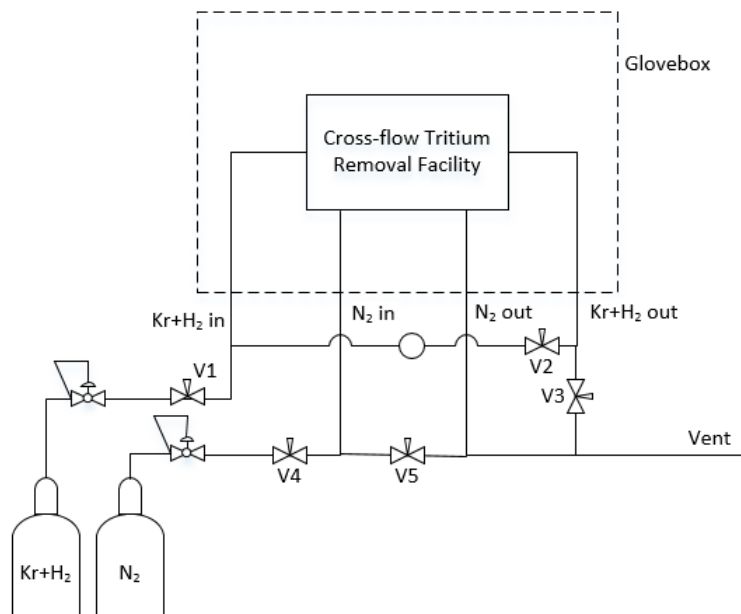 Glovebox
Cross-flow Tritium
Removal Facility
Kr+H₂ in
N₂ in
N₂ out
Kr+H₂ out
V1
V2
V3
Vent
V4
V5
Kr+H₂
N₂